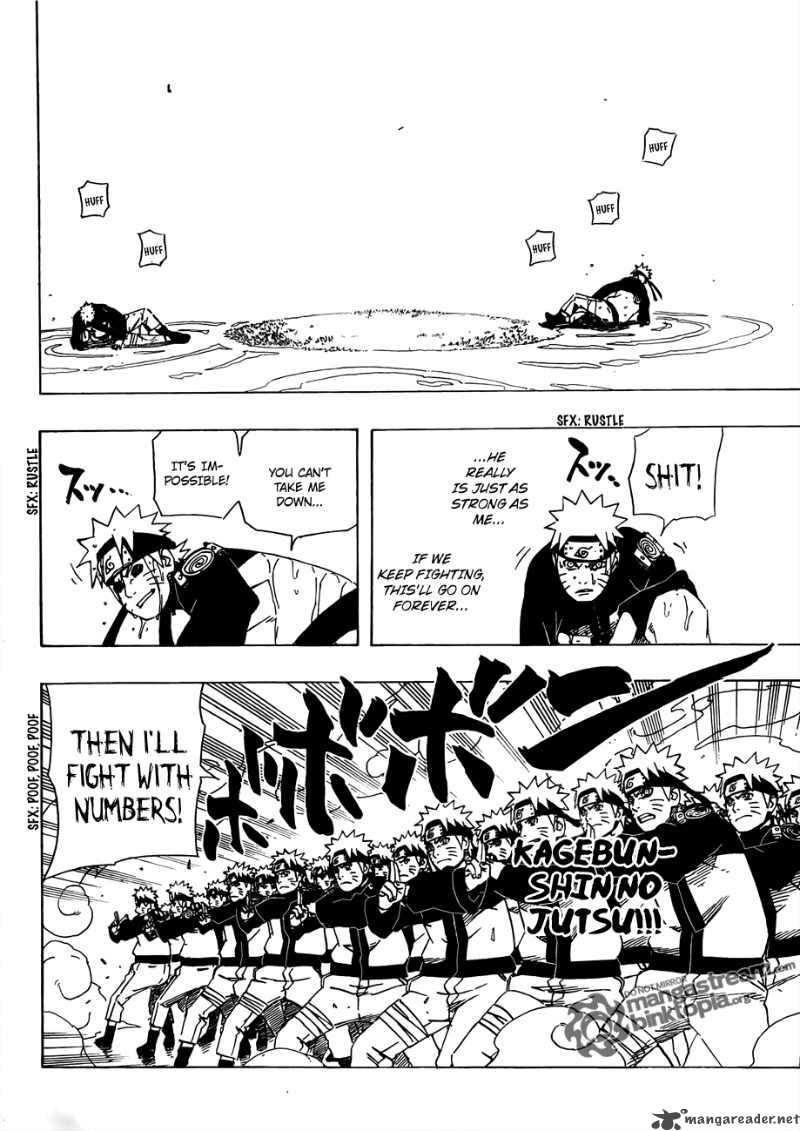 HUFF
HUFF
HUFF
HUFF
HUFF
SFX: RUSTLE
SHIT!
スッ..
...HE
REALLY
IS JUST AS
STRONG AS
ME...
IF WE
KEEP FIGHTING,
THIS'LL GO ON
FOREVER...
SFX: RUSTLE
YOU CAN'T
TAKE ME
DOWN...
IT'S IM-
POSSIBLE!
スッ...
SFX: POOF, POOF, POOF
THEN I'LL
FIGHT WITH
NUMBERS!
ボボボン
KAGEBUN-
SHIN NO
JUTSU!!!
DO NOT MIRROR
mangastream.com
binktopia.org
mangareader.net